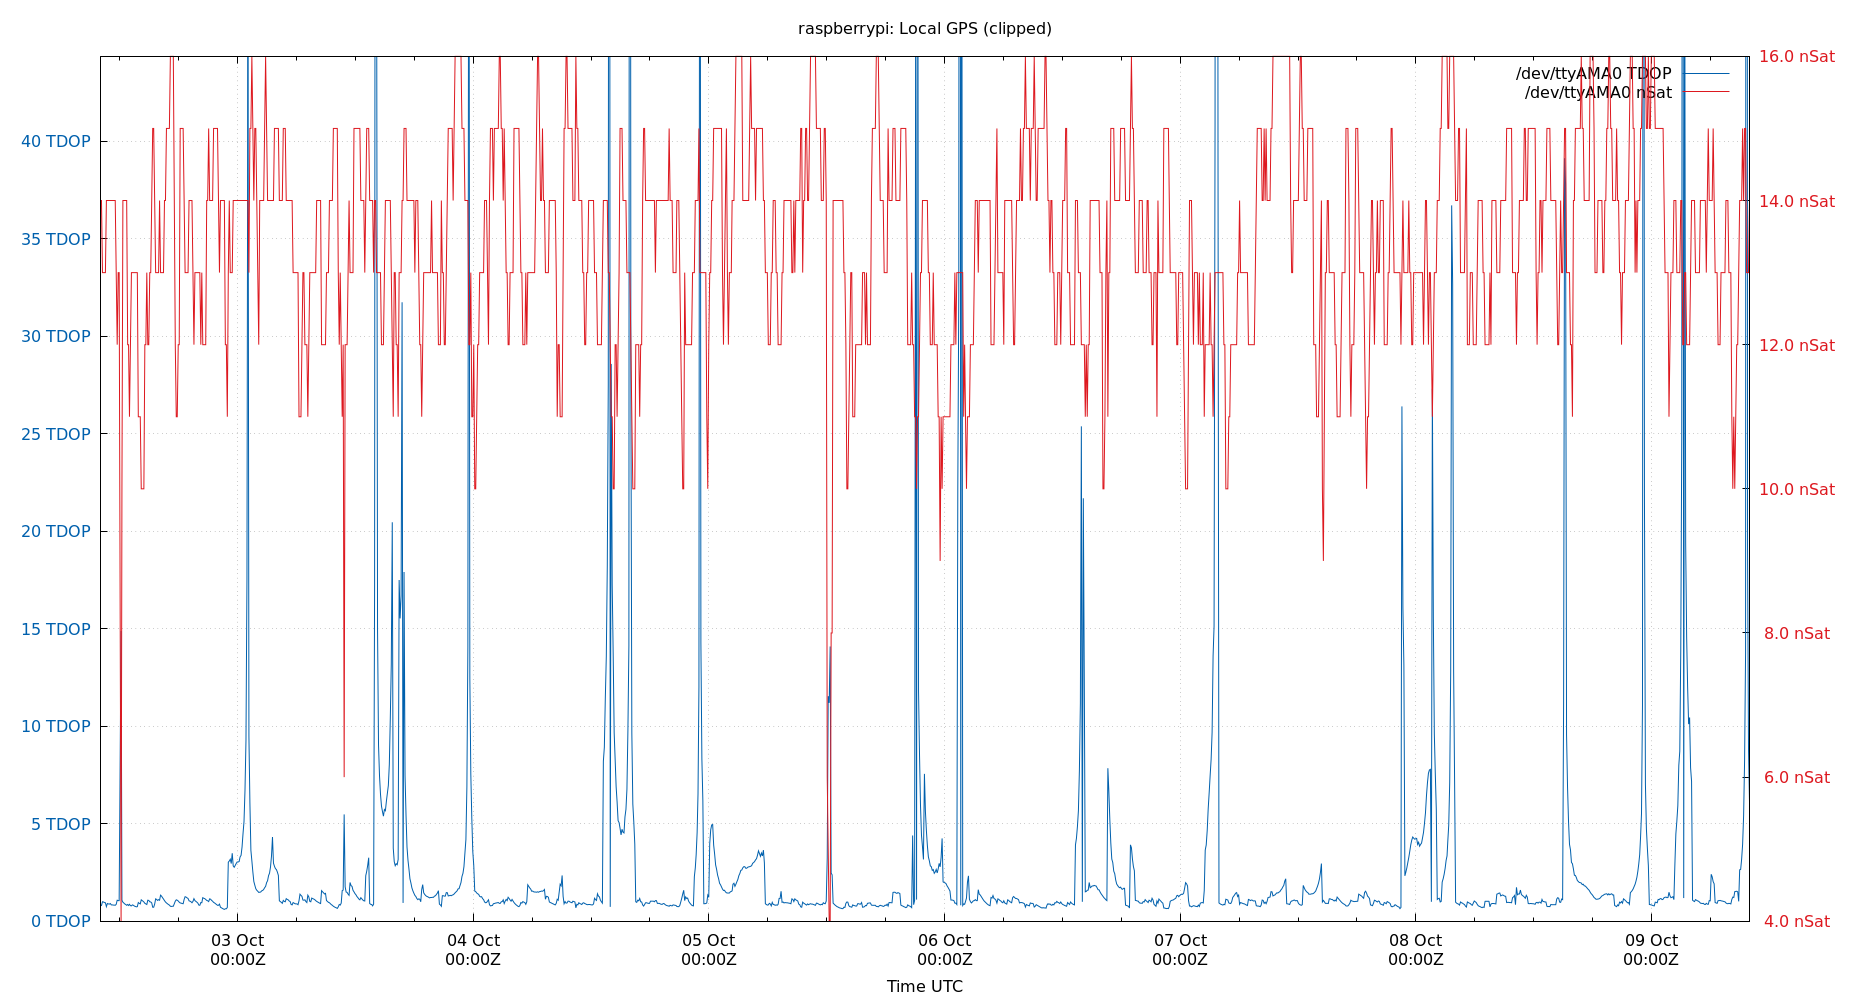 raspberrypi: Local GPS (clipped)
16.0 nSat
/dev/ttyAMA0 TDOP
/dev/ttyAMA0 nSat
40 TDOP
14.0 nSat
35 TDOP
30 TDOP
12.0 nSat
25 TDOP
10.0 nSat
20 TDOP
15 TDOP
8.0 nSat
10 TDOP
6.0 nSat
5 TDOP
0 TDOP
4.0 nSat
03 Oct 04 Oct 05 Oct 06 Oct 07 Oct 08 Oct 09 Oct
00:00Z 00:00Z 00:00Z 00:00Z 00:00Z 00:00Z 00:00Z
Time UTC